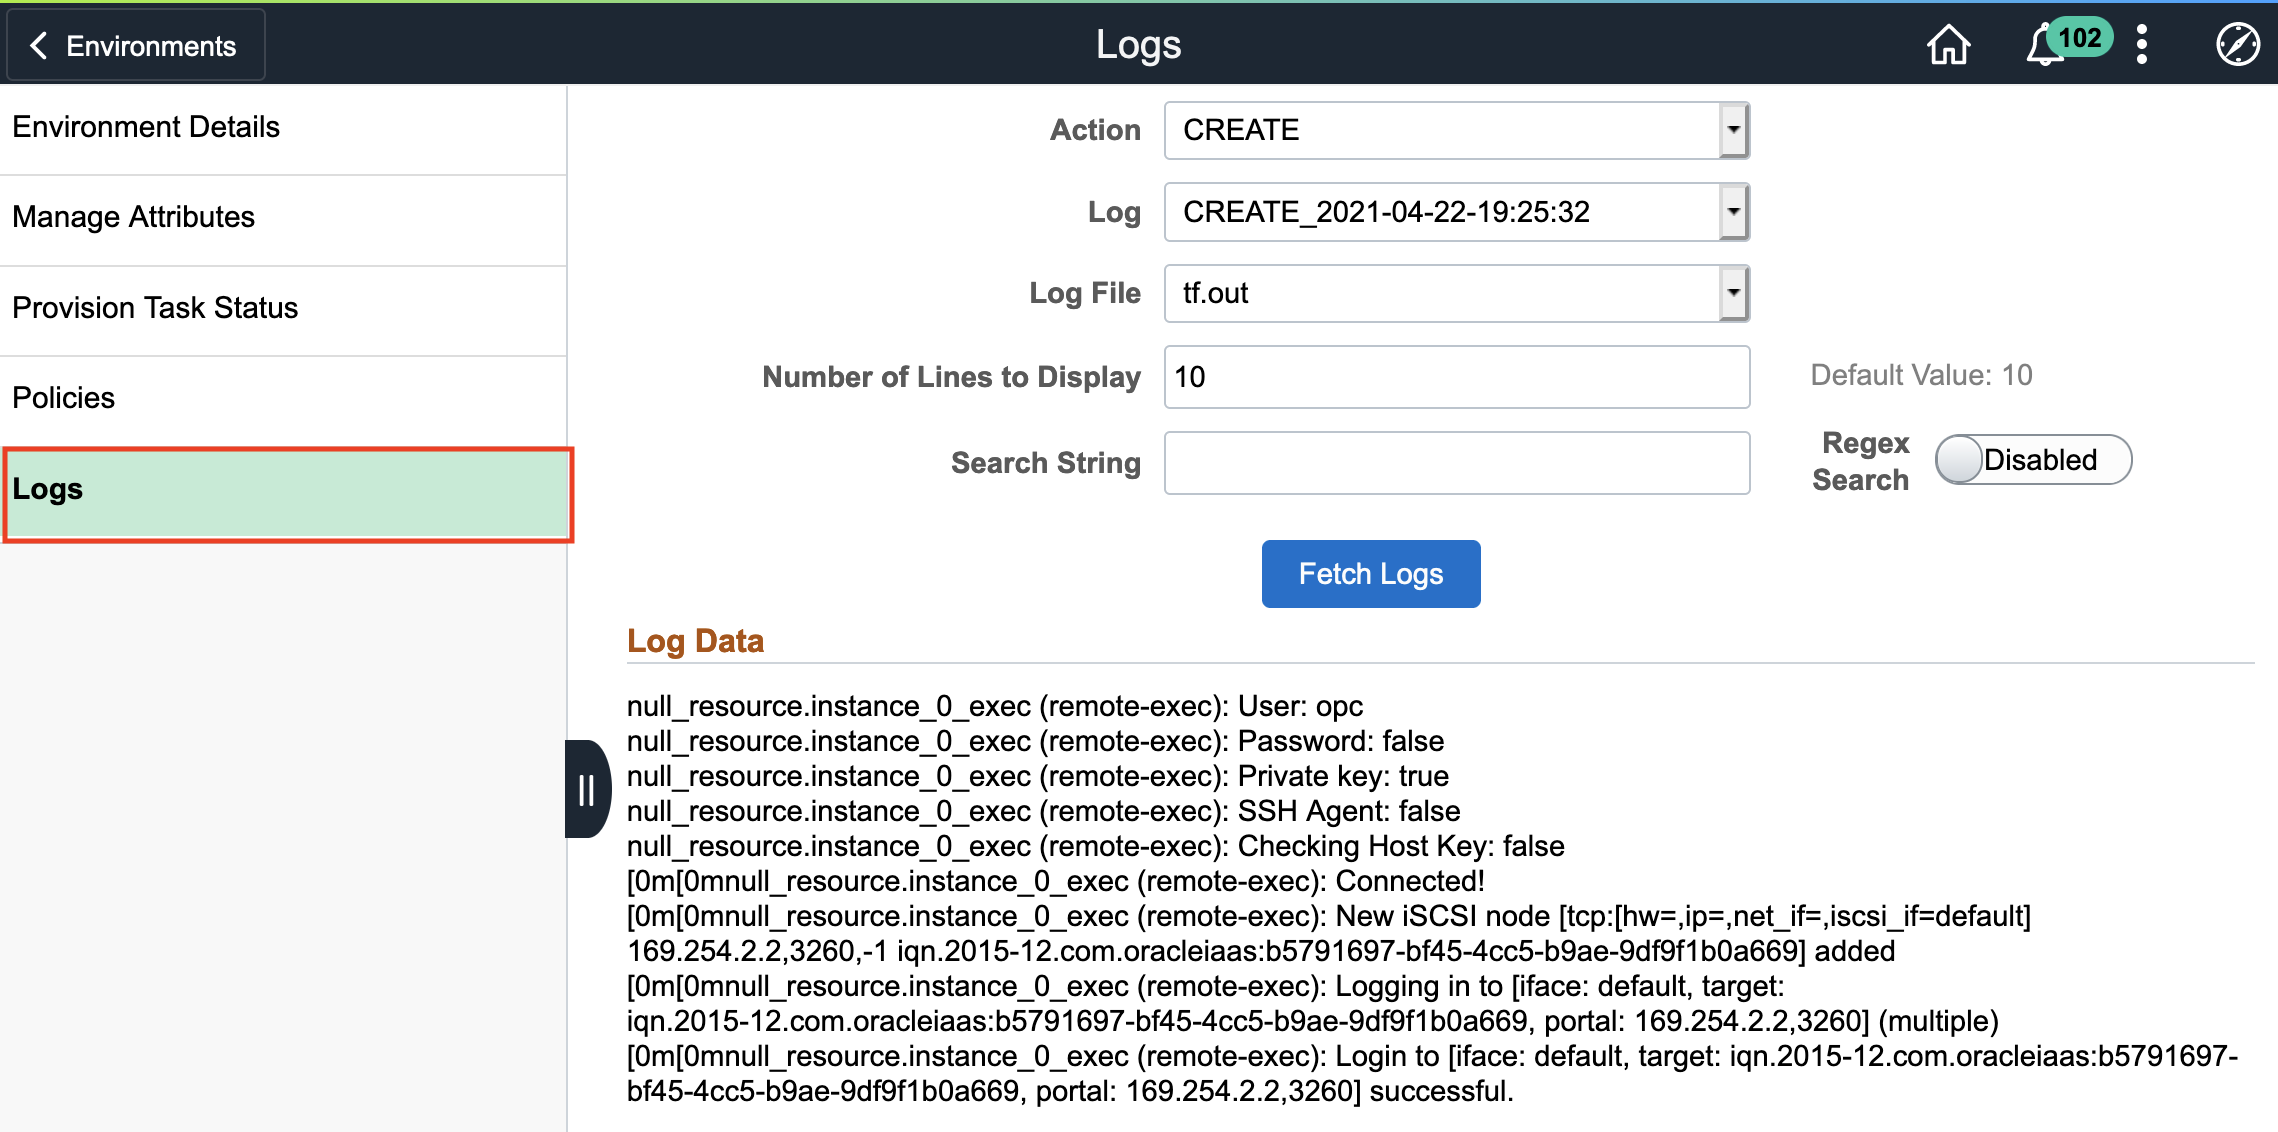 Environments
Logs
102
Environment Details
Manage Attributes
Provision Task Status
Policies
Logs
Action
CREATE
Log
CREATE_2021-04-22-19:25:32
Log File
tf.out
Number of Lines to Display
10
Default Value: 10
Search String
Regex
Search
Disabled
Fetch Logs
Log Data
null_resource.instance_0_exec (remote-exec): User: opc
null_resource.instance_0_exec (remote-exec): Password: false
null_resource.instance_0_exec (remote-exec): Private key: true
null_resource.instance_0_exec (remote-exec): SSH Agent: false
null_resource.instance_0_exec (remote-exec): Checking Host Key: false
[0m[0mnull_resource.instance_0_exec (remote-exec): Connected!
[0m[0mnull_resource.instance_0_exec (remote-exec): New iSCSI node [tcp:[hw=,ip=,net_if=,iscsi_if=default]
169.254.2.2,3260,-1 iqn.2015-12.com.oracleiaas:b5791697-bf45-4cc5-b9ae-9df9f1b0a669] added
[0m[0mnull_resource.instance_0_exec (remote-exec): Logging in to [iface: default, target:
iqn.2015-12.com.oracleiaas:b5791697-bf45-4cc5-b9ae-9df9f1b0a669, portal: 169.254.2.2,3260] (multiple)
[0m[0mnull_resource.instance_0_exec (remote-exec): Login to [iface: default, target: iqn.2015-12.com.oracleiaas:b5791697-
bf45-4cc5-b9ae-9df9f1b0a669, portal: 169.254.2.2,3260] successful.